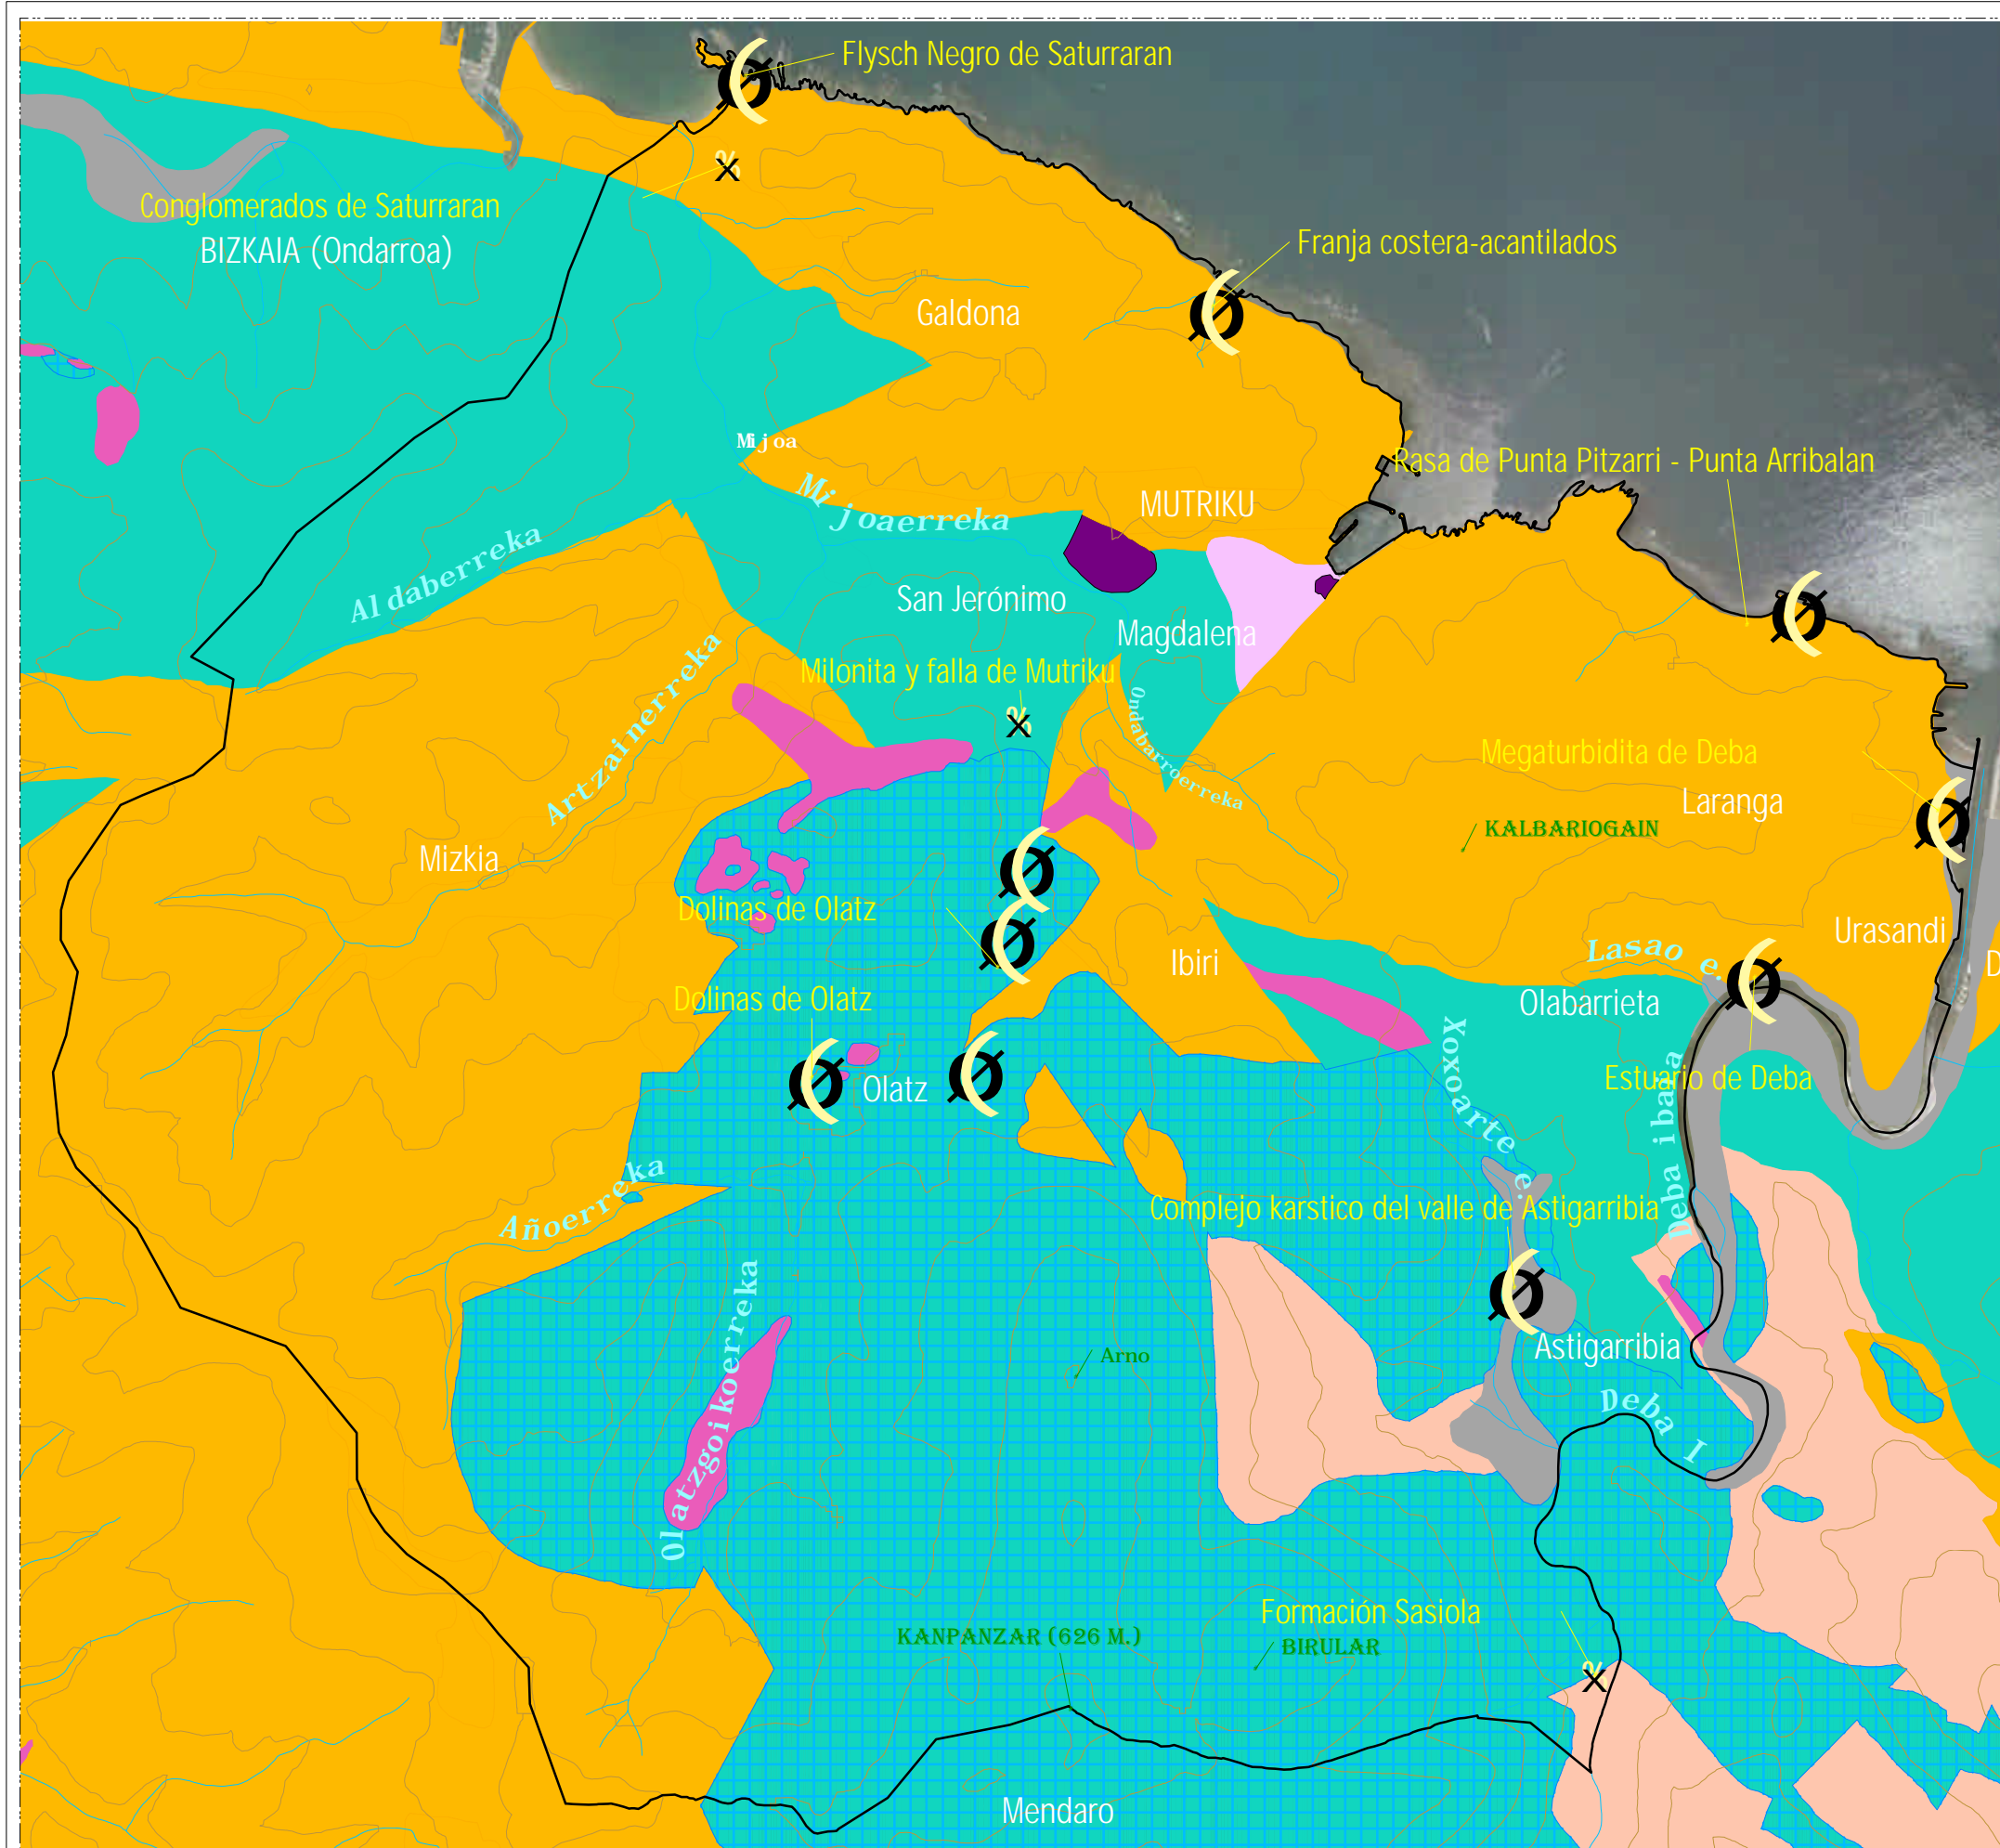 Flysch Negro de Saturraran
Conglomerados de Saturraran
BIZKAIA (Ondarroa)
Franja costera-acantilados
Galdona
Mijoa
Rasa de Punta Pitzarri - Punta Arribalan
Mijoaerreka
MUTRIKU
Aldaberreka
San Jerónimo
Magdalena
Artzainerreka
Milonita y falla de Mutriku
Ondabarroerreka
Megaturbidita de Deba
Laranga
KALBARIOGAIN
Mizkia
Dolinas de Olatz
Urasandi
Lasao e.
Ibiri
D
Dolinas de Olatz
Olabarrieta
Xoxoarte e.
Olatz
Deba ibaia
Estuario de Deba
Añoerreka
Complejo karstico del valle de Astigarribia
Olatzgoikoerreka
Arno
Astigarribia
Deba I
Formación Sasiola
KANPANZAR (626 M.)
BIRULAR
Mendaro